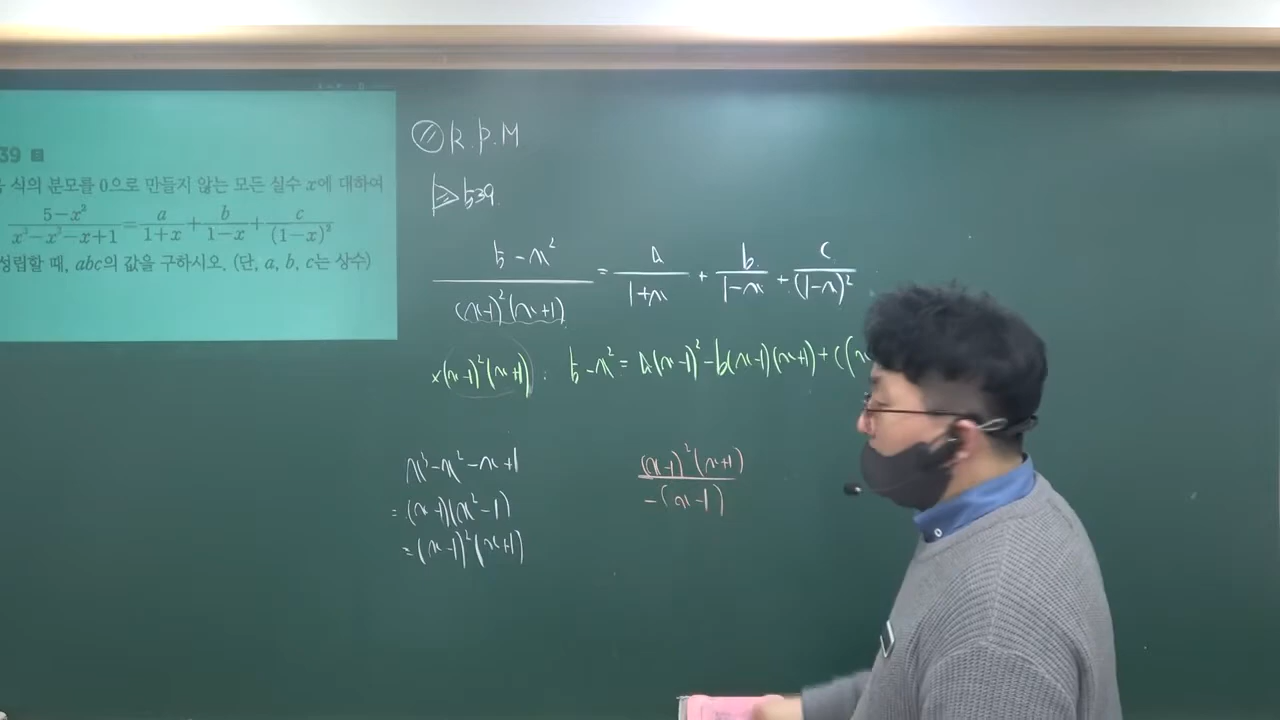 39
식의 분모를 0으로 만들지 않는 모든 실수 x에 대하여
5-x²/x³-x²-x+1 = a/1+x + b/1-x + c/(1-x)²
성립할 때, abc의 값을 구하시오. (단, a, b, c는 상수)
R.P.M
539.
5-x²/(x-1)²(x+1) = a/1+x + b/1-x + c/(1-x)²
×(x-1)²(x+1) : 5-x² = a(x-1)² - b(x-1)(x+1) + c(x
x³-x²-x+1
= (x-1)(x²-1)
= (x-1)²(x+1)
(x-1)²(x+1)/-(x-1)